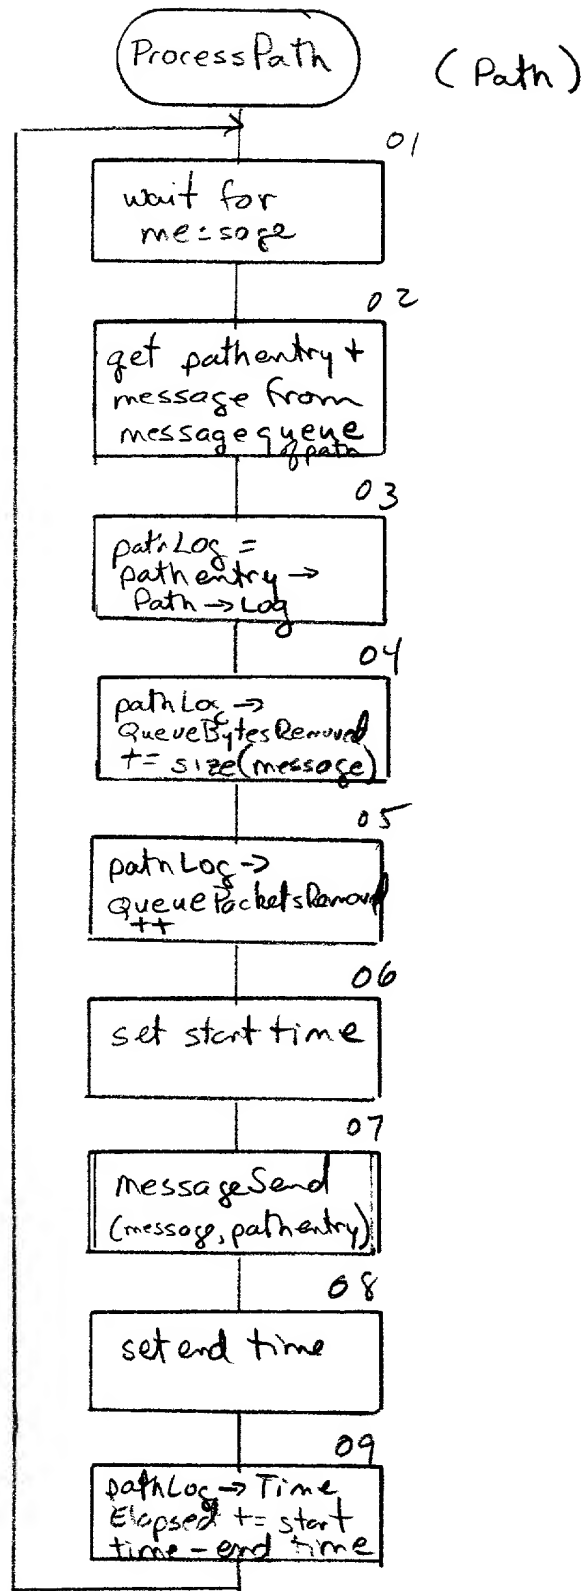 ProcessPath
(Path)
01
wait for
message
02
get pathentry +
message from
messagequeue
of path
03
pathLog =
pathentry →
Path → Log
04
pathLog →
QueueBytesRemoved
+= size(message)
05
pathLog →
QueuePacketsRemoved
++
06
set start time
07
messageSend
(message, pathentry)
08
set end time
09
pathLog → Time
Elapsed += start
time - end time